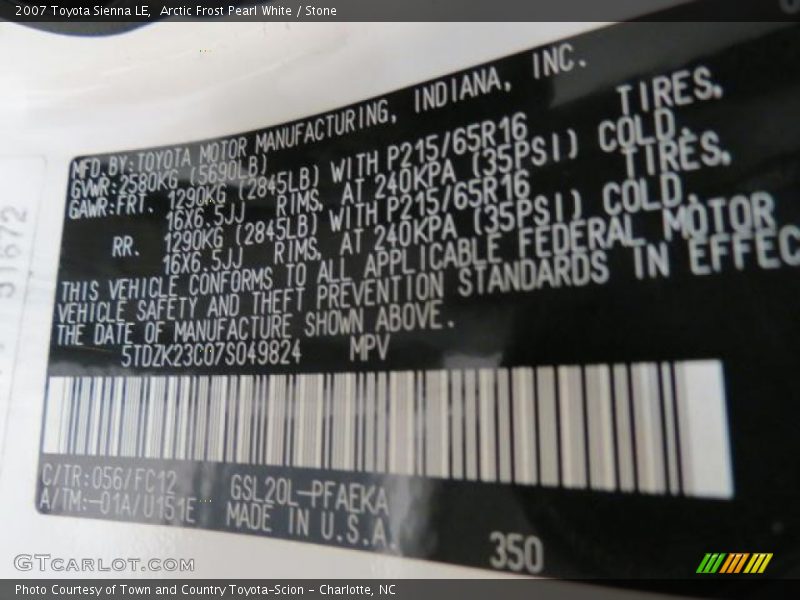 2007 Toyota Sienna LE,  Arctic Frost Pearl White / Stone
MFD.BY:TOYOTA MOTOR MANUFACTURING, INDIANA, INC.
GVWR:2580KG (5690LB)
GAWR:FRT. 1290KG (2845LB) WITH P215/65R16 TIRES,
16X6.5JJ RIMS, AT 240KPA (35PSI) COLD.
RR. 1290KG (2845LB) WITH P215/65R16 TIRES,
16X6.5JJ RIMS, AT 240KPA (35PSI) COLD.
THIS VEHICLE CONFORMS TO ALL APPLICABLE FEDERAL MOTOR
VEHICLE SAFETY AND THEFT PREVENTION STANDARDS IN EFFEC
THE DATE OF MANUFACTURE SHOWN ABOVE.
5TDZK23C07S049824 MPV
C/TR:056/FC12 GSL20L-PFAEKA
A/TM:-01A/U151E MADE IN U.S.A.
350
GTcarlot.com
Photo Courtesy of Town and Country Toyota-Scion - Charlotte, NC